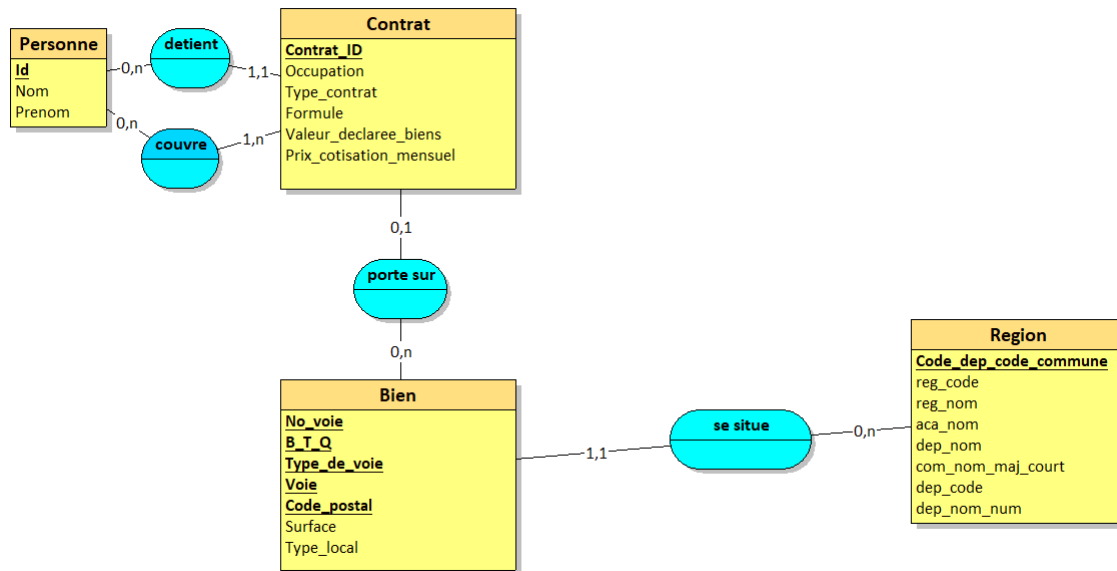 Personne
Id
Nom
Prenom
detient
0,n
1,1
couvre
0,n
1,n
Contrat
Contrat_ID
Occupation
Type_contrat
Formule
Valeur_declaree_biens
Prix_cotisation_mensuel
0,1
porte sur
0,n
Bien
No_voie
B_T_Q
Type_de_voie
Voie
Code_postal
Surface
Type_local
1,1
se situe
0,n
Region
Code_dep_code_commune
reg_code
reg_nom
aca_nom
dep_nom
com_nom_maj_court
dep_code
dep_nom_num